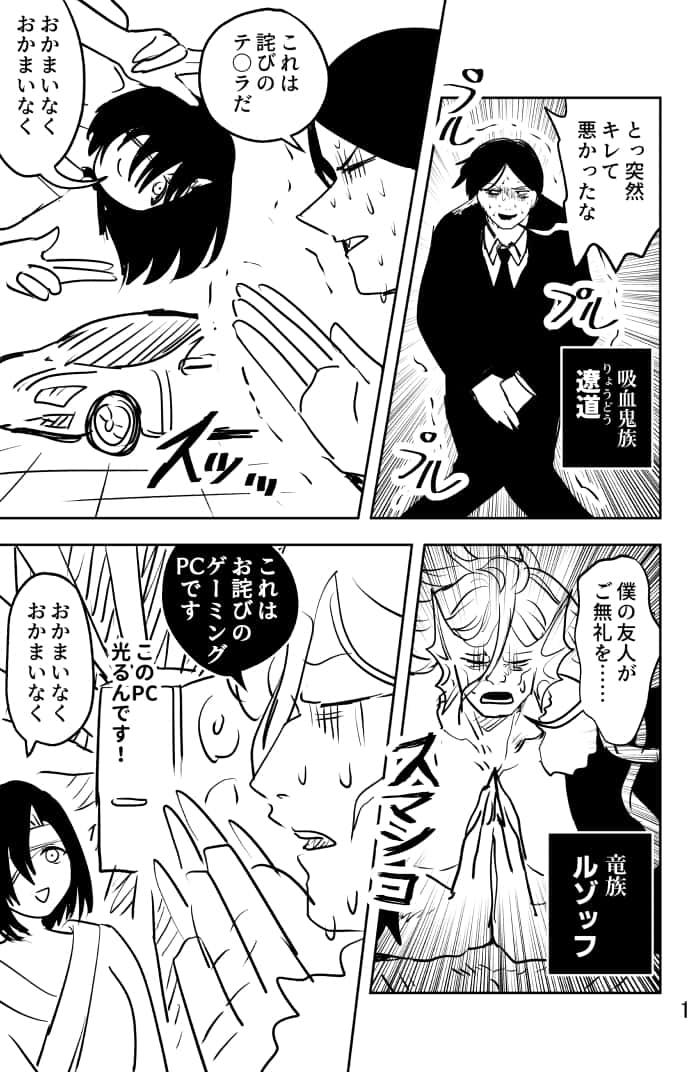 とっ突然
キレて
悪かったな
プル
プル
プル
吸血鬼族
りょうどう
遼道
これは
詫びの
テ〇ラだ
おかまいなく
おかまいなく
ズッッ
僕の友人が
ご無礼を……
竜族
ルゾッフ
スマショ
これは
お詫びの
ゲーミング
PCです
このPC
光るんです！
おかまいなく
おかまいなく
1